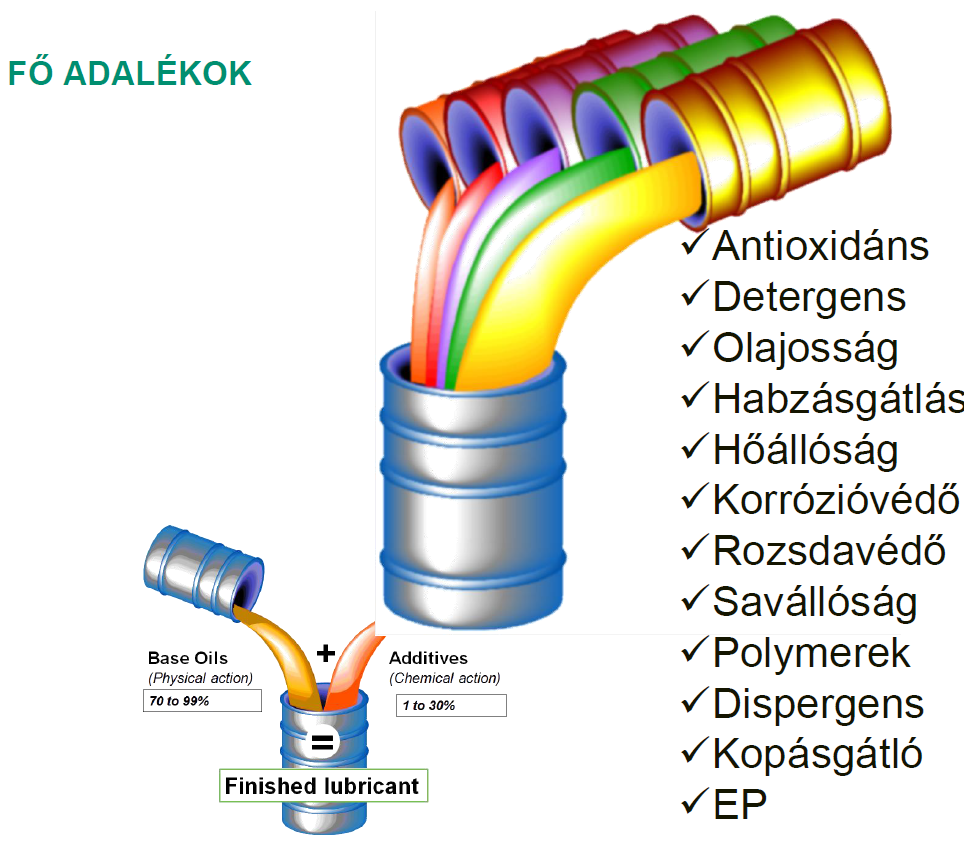 FŐ ADALÉKOK
Antioxidáns
Detergens
Olajosság
Habzásgátlás
Hőállóság
Korrózióvédő
Rozsdavédő
Savállóság
Polymerek
Dispergens
Kopásgátló
EP
Base Oils
(Physical action)
70 to 99%
+
Additives
(Chemical action)
1 to 30%
=
Finished lubricant